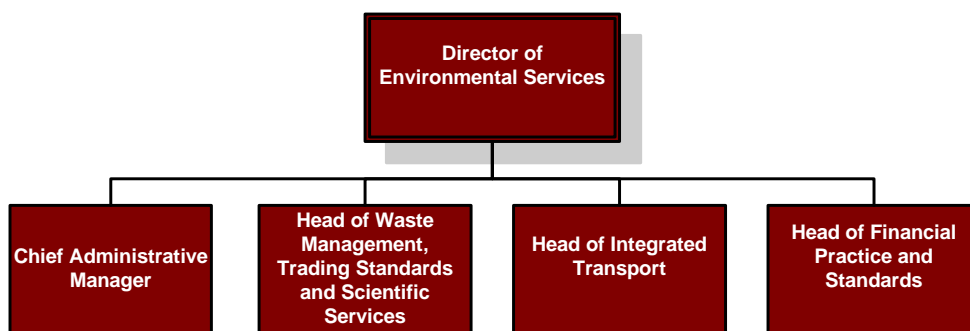 Director of
Environmental Services
Chief Administrative
Manager
Head of Waste
Management,
Trading Standards
and Scientific
Services
Head of Integrated
Transport
Head of Financial
Practice and
Standards